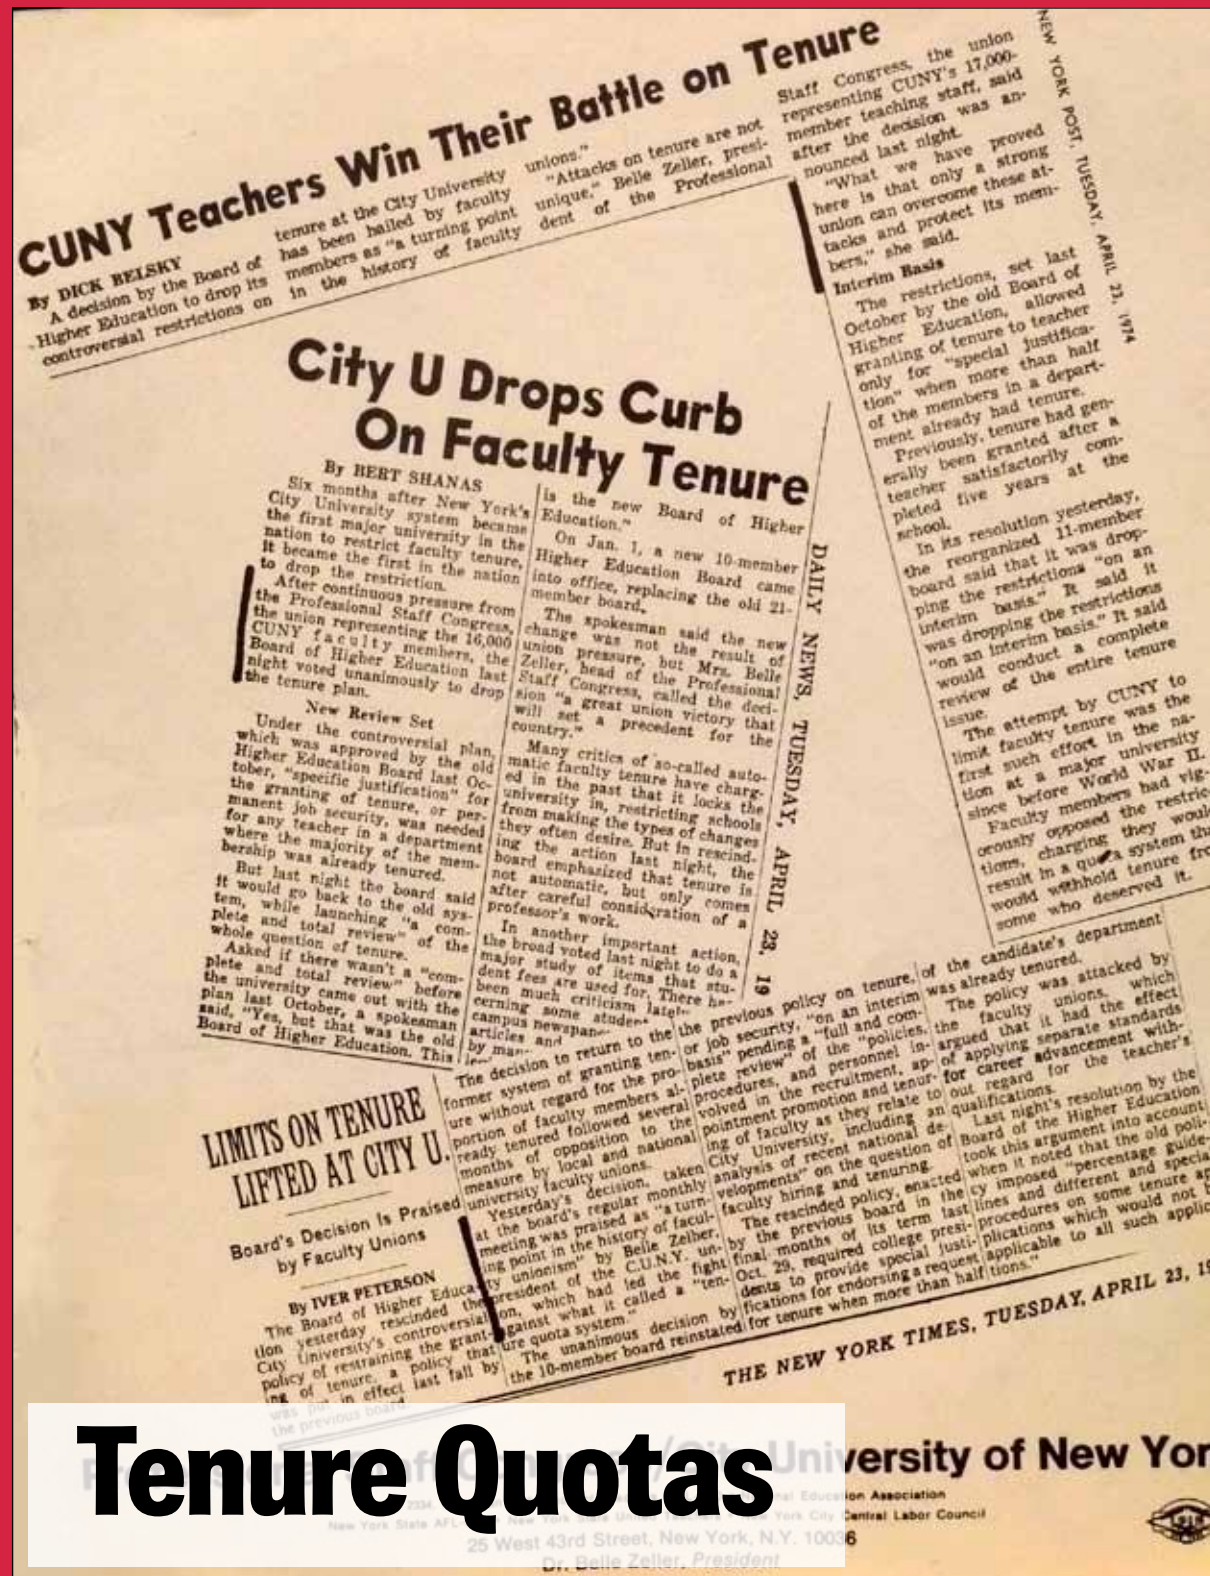 CUNY Teachers Win Their Battle on Tenure
By DICK BELSKY
A decision by the Board of
Higher Education to drop its
controversial restrictions on
tenure at the City University
has been hailed by faculty
members as "a turning point
in the history of faculty
unions."
"Attacks on tenure are not
unique," Belle Zeller, presi-
dent of the Professional
Staff Congress, the union
representing CUNY's 17,000-
member teaching staff, said
after the decision was an-
nounced last night.
"What we have proved
here is that only a strong
union can overcome these at-
tacks and protect its mem-
bers," she said.
Interim Basis
The restrictions, set last
October by the old Board of
Higher Education, allowed
granting of tenure to teacher
only for "special justifica-
tion" when more than half
of the members in a depart-
ment already had tenure.
Previously, tenure had gen-
erally been granted after a
teacher satisfactorily com-
pleted five years at the
school.
In its resolution yesterday,
the reorganized 11-member
board said that it was drop-
ping the restrictions "on an
interim basis." It said it
was dropping the restrictions
"on an interim basis." It said
would conduct a complete
review of the entire tenure
issue.
The attempt by CUNY to
limit faculty tenure was the
first such effort in the na-
tion at a major university
since before World War II.
Faculty members had vig-
orously opposed the restric-
tions, charging they would
result in a quota system tha
would withhold tenure fro
some who deserved it.
NEW YORK POST, TUESDAY, APRIL 23, 1974
City U Drops Curb
On Faculty Tenure
By BERT SHANAS
Six months after New York's
City University system became
the first major university in the
nation to restrict faculty tenure,
it became the first in the nation
to drop the restriction.
After continuous pressure from
the Professional Staff Congress,
the union representing the 16,000
CUNY faculty members, the
Board of Higher Education last
night voted unanimously to drop
the tenure plan.
New Review Set
Under the controversial plan,
which was approved by the old
Higher Education Board last Oc-
tober, "specific justification" for
the granting of tenure, or per-
manent job security, was needed
for any teacher in a department
where the majority of the mem-
bership was already tenured.
But last night the board said
it would go back to the old sys-
tem, while launching "a com-
plete and total review" of the
whole question of tenure.
Asked if there wasn't a "com-
plete and total review" before
the university came out with the
plan last October, a spokesman
said, "Yes, but that was the old
Board of Higher Education. This
is the new Board of Higher
Education."
On Jan. 1, a new 10-member
Higher Education Board came
into office, replacing the old 21-
member board.
The spokesman said the new
change was not the result of
union pressure, but Mrs. Belle
Zeller, head of the Professional
Staff Congress, called the deci-
sion "a great union victory that
will set a precedent for the
country."
Many critics of so-called auto-
matic faculty tenure have charg-
ed in the past that it locks the
university in, restricting schools
from making the types of changes
they often desire. But in rescind-
ing the action last night, the
board emphasized that tenure is
not automatic, but only comes
after careful consideration of a
professor's work.
In another important action,
the broad voted last night to do a
major study of items that stu-
dent fees are used for. There ha-
been much criticism late
cerning some student
campus newspap
articles and
by man
DAILY NEWS, TUESDAY, APRIL 23, 19
LIMITS ON TENURE
LIFTED AT CITY U.
Board's Decision Is Praised
by Faculty Unions
By IVER PETERSON
The Board of Higher Educa-
tion yesterday rescinded the
City University's controversial
policy of restraining the grant-
ing of tenure, a policy that
was put in effect last fall by
the previous board.
The decision to return to the
former system of granting ten-
ure without regard for the pro-
portion of faculty members al-
ready tenured followed several
months of opposition to the
measure by local and national
university faculty unions.
Yesterday's decision, taken
at the board's regular monthly
meeting was praised as "a turn-
ing point in the history of facul-
ty unionism" by Belle Zelber,
president of the C.U.N.Y. un-
ion, which had led the fight
against what it called a "ten-
ure quota system."
The unanimous decision by
the 10-member board reinstated
the previous policy on tenure,
or job security, "on an interim
basis" pending a "full and com-
plete review" of the "policies,
procedures, and personnel in-
volved in the recruitment, ap-
pointment promotion and tenur-
ing of faculty as they relate to
City University, including an
analysis of recent national de-
velopments" on the question of
faculty hiring and tenuring.
The rescinded policy, enacted
by the previous board in the
final months of its term last
Oct. 29, required college presi-
dents to provide special justi-
fications for endorsing a request
for tenure when more than half
of the candidate's department
was already tenured.
The policy was attacked by
the faculty unions, which
argued that it had the effect
of applying separate standards
for career advancement with-
out regard for the teacher's
qualifications.
Last night's resolution by the
Board of the Higher Education
took this argument into account
when it noted that the old poli-
cy imposed "percentage guide-
lines and different and specia
procedures on some tenure ap
plications which would not b
applicable to all such applic
tions."
THE NEW YORK TIMES, TUESDAY, APRIL 23, 19
Tenure Quotas
versity of New Yor
National Education Association
New York State AFL- New York State United Teachers New York City Central Labor Council
25 West 43rd Street, New York, N.Y. 10036
Dr. Belle Zeller, President